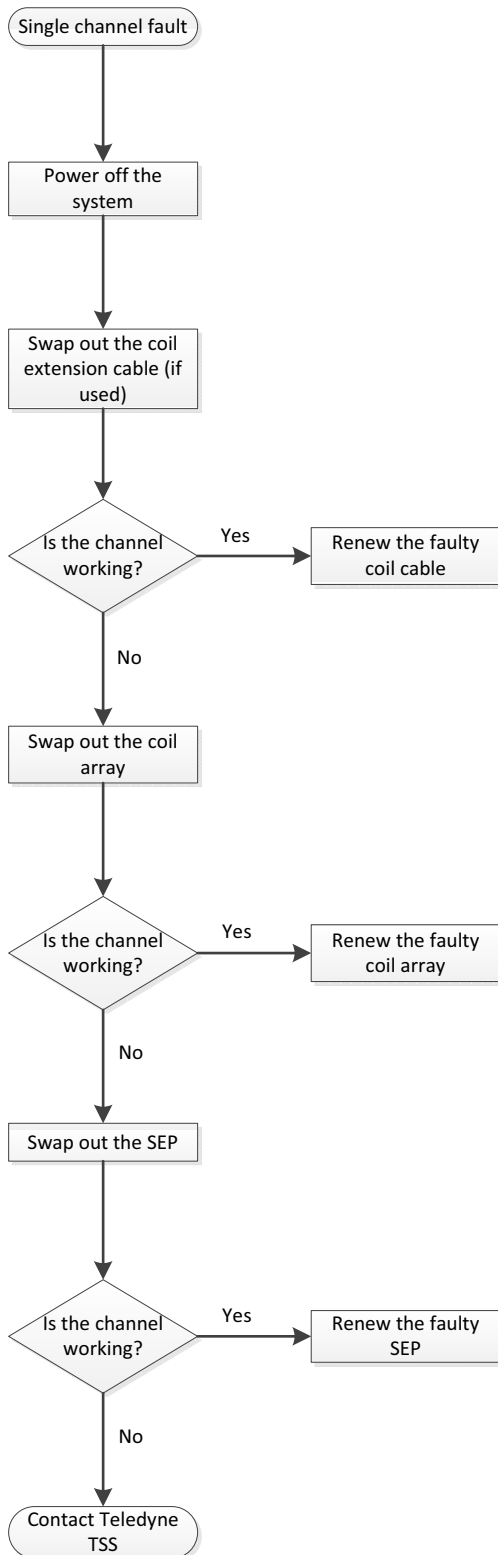 Single channel fault
Power off the
system
Swap out the coil
extension cable (if
used)
Is the channel
working?
Yes
Renew the faulty
coil cable
No
Swap out the coil
array
Is the channel
working?
Yes
Renew the faulty
coil array
No
Swap out the SEP
Is the channel
working?
Yes
Renew the faulty
SEP
No
Contact Teledyne
TSS